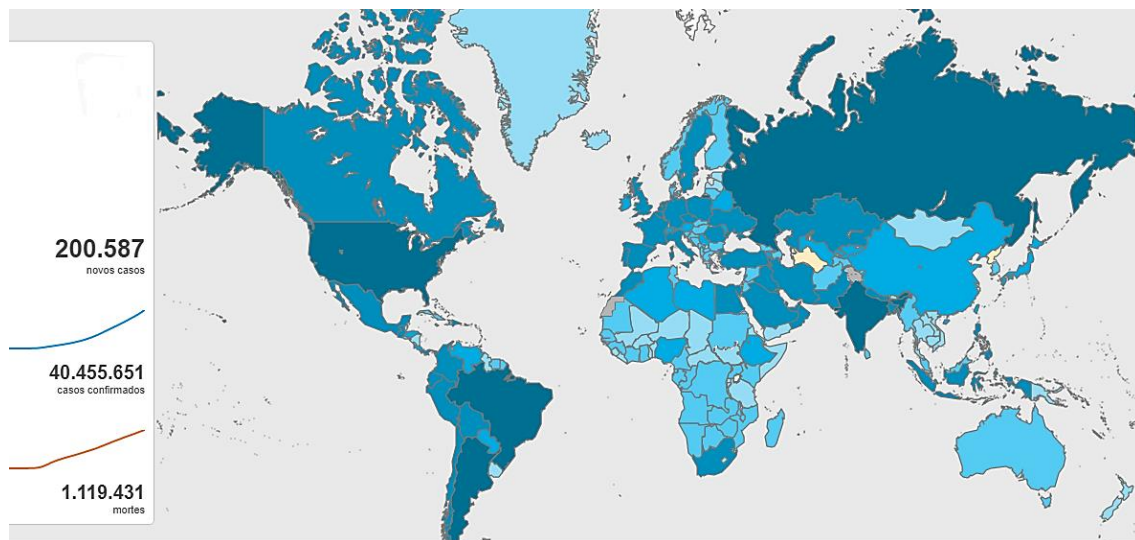 200.587
novos casos
40.455.651
casos confirmados
1.119.431
mortes